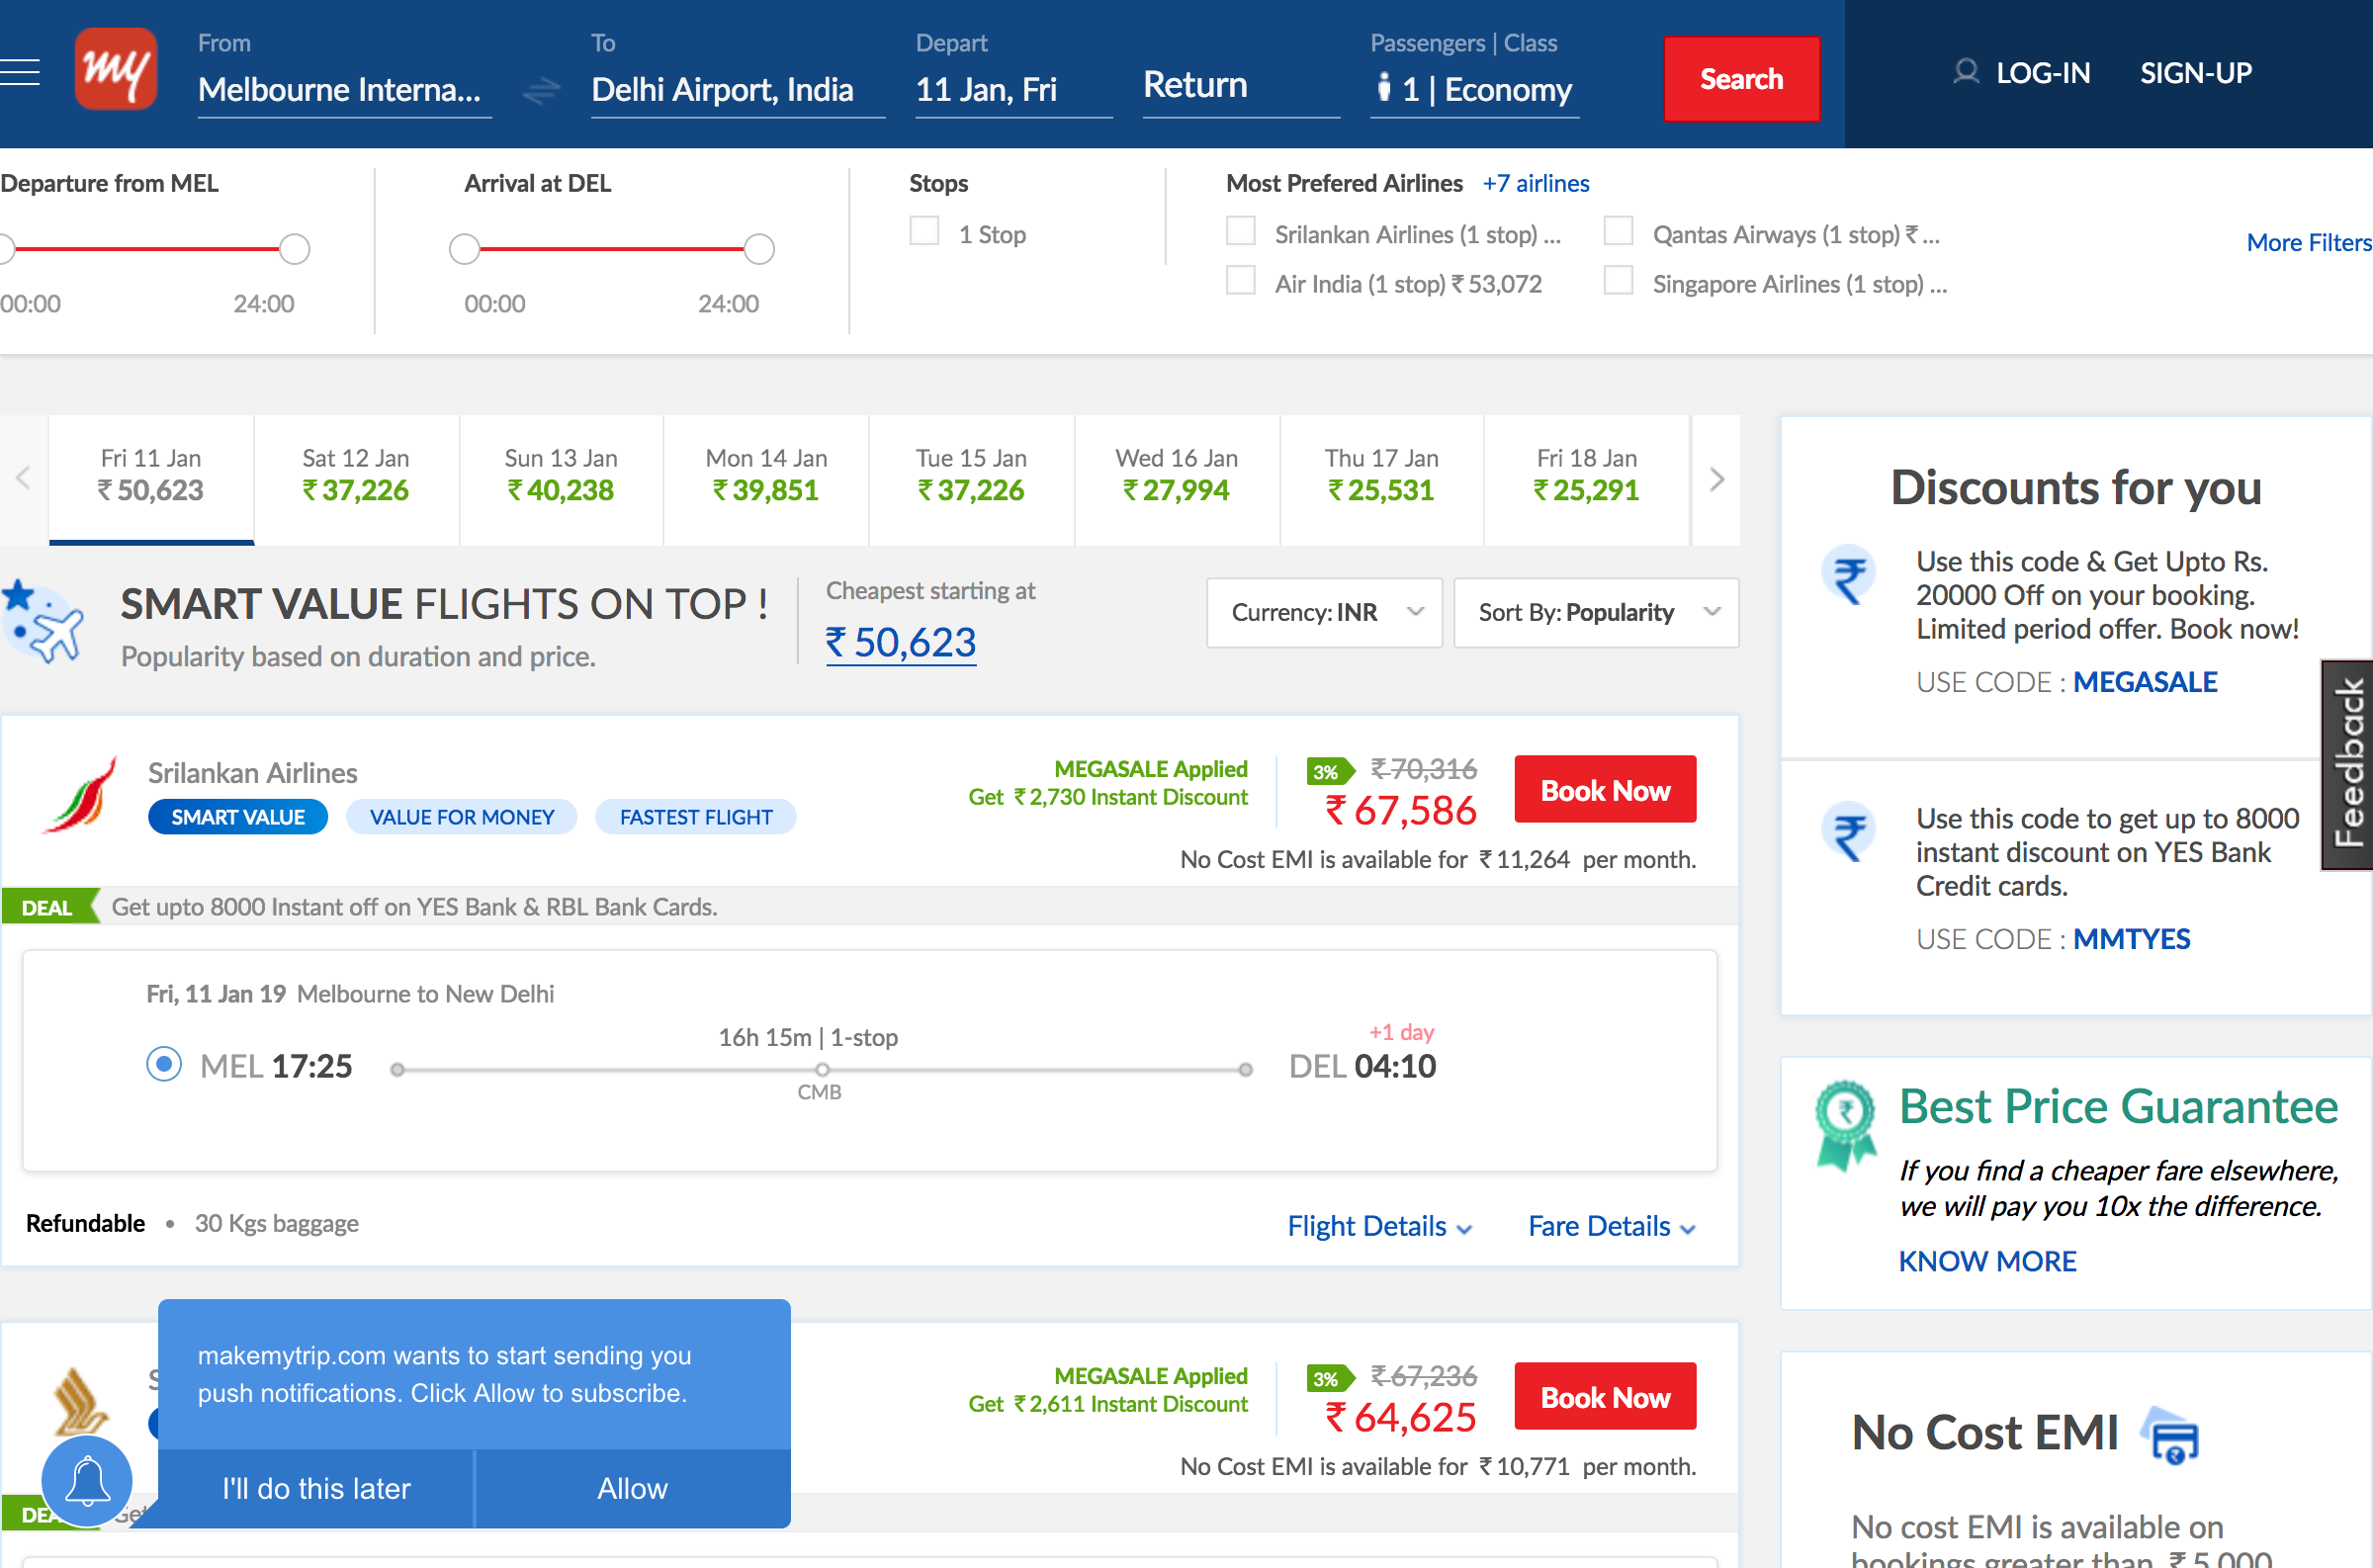 my
From
Melbourne Interna...
To
Delhi Airport, India
Depart
11 Jan, Fri
Return
Passengers | Class
1 | Economy
Search
LOG-IN
SIGN-UP
Departure from MEL
00:00 24:00
Arrival at DEL
00:00 24:00
Stops
1 Stop
Most Prefered Airlines +7 airlines
Srilankan Airlines (1 stop) ...
Qantas Airways (1 stop) ₹ ...
Air India (1 stop) ₹ 53,072
Singapore Airlines (1 stop) ...
More Filters
Fri 11 Jan
₹ 50,623
Sat 12 Jan
₹ 37,226
Sun 13 Jan
₹ 40,238
Mon 14 Jan
₹ 39,851
Tue 15 Jan
₹ 37,226
Wed 16 Jan
₹ 27,994
Thu 17 Jan
₹ 25,531
Fri 18 Jan
₹ 25,291
SMART VALUE FLIGHTS ON TOP !
Popularity based on duration and price.
Cheapest starting at
₹ 50,623
Currency: INR
Sort By: Popularity
Srilankan Airlines
SMART VALUE
VALUE FOR MONEY
FASTEST FLIGHT
MEGASALE Applied
Get ₹ 2,730 Instant Discount
3%
₹ 70,316
₹ 67,586
Book Now
No Cost EMI is available for ₹ 11,264 per month.
DEAL
Get upto 8000 Instant off on YES Bank & RBL Bank Cards.
Fri, 11 Jan 19 Melbourne to New Delhi
MEL 17:25
16h 15m | 1-stop
CMB
+1 day
DEL 04:10
Refundable • 30 Kgs baggage
Flight Details
Fare Details
makemytrip.com wants to start sending you
push notifications. Click Allow to subscribe.
I'll do this later
Allow
MEGASALE Applied
Get ₹ 2,611 Instant Discount
3%
₹ 67,236
₹ 64,625
Book Now
No Cost EMI is available for ₹ 10,771 per month.
Discounts for you
Use this code & Get Upto Rs.
20000 Off on your booking.
Limited period offer. Book now!
USE CODE : MEGASALE
Use this code to get up to 8000
instant discount on YES Bank
Credit cards.
USE CODE : MMTYES
Feedback
Best Price Guarantee
If you find a cheaper fare elsewhere,
we will pay you 10x the difference.
KNOW MORE
No Cost EMI
No cost EMI is available on
bookings greater than ₹ 5,000